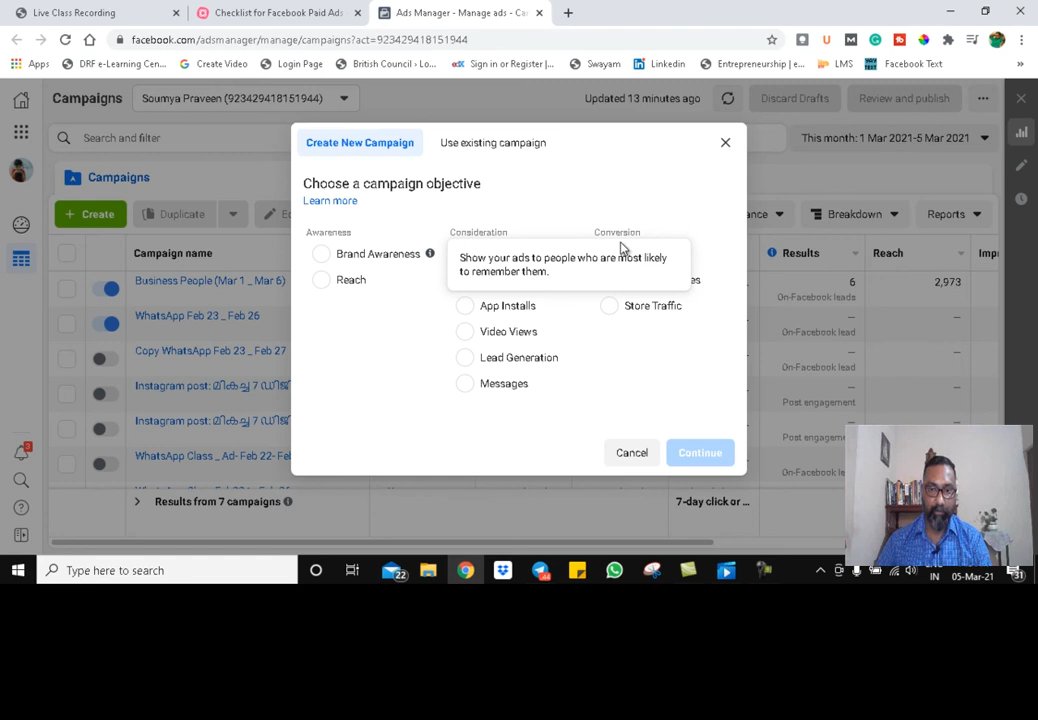 Live Class Recording
Checklist for Facebook Paid Ads
Ads Manager - Manage ads - Ca
facebook.com/adsmanager/manage/campaigns?act=923429418151944
Apps
DRF e-Learning Cen...
Create Video
Login Page
British Council › Lo...
Sign in or Register |...
Swayam
Linkedin
Entrepreneurship | e...
LMS
Facebook Text
Campaigns
Soumya Praveen (923429418151944)
Updated 13 minutes ago
Discard Drafts
Review and publish
Search and filter
This month: 1 Mar 2021-5 Mar 2021
Campaigns
+ Create
Duplicate
Breakdown
Reports
Campaign name
Results
Reach
Business People (Mar 1 _ Mar 6)
6
On-Facebook leads
2,973
WhatsApp Feb 23 _ Feb 26
—
On-Facebook lead
—
Copy WhatsApp Feb 23 _ Feb 27
—
On-Facebook lead
—
Instagram post: മികച്ച 7 ഡിജി
—
Post engagement
—
Instagram post: മികച്ച 7 ഡിജി
—
Post engagement
—
WhatsApp Class _ Ad- Feb 22- Feb
—
On-Facebook lead
Results from 7 campaigns
7-day click or ...
Create New Campaign
Use existing campaign
Choose a campaign objective
Learn more
Awareness
Consideration
Conversion
Brand Awareness
Reach
Show your ads to people who are most likely
to remember them.
App Installs
Video Views
Lead Generation
Messages
Store Traffic
Cancel
Continue
Type here to search
22
IN
05-Mar-21
31